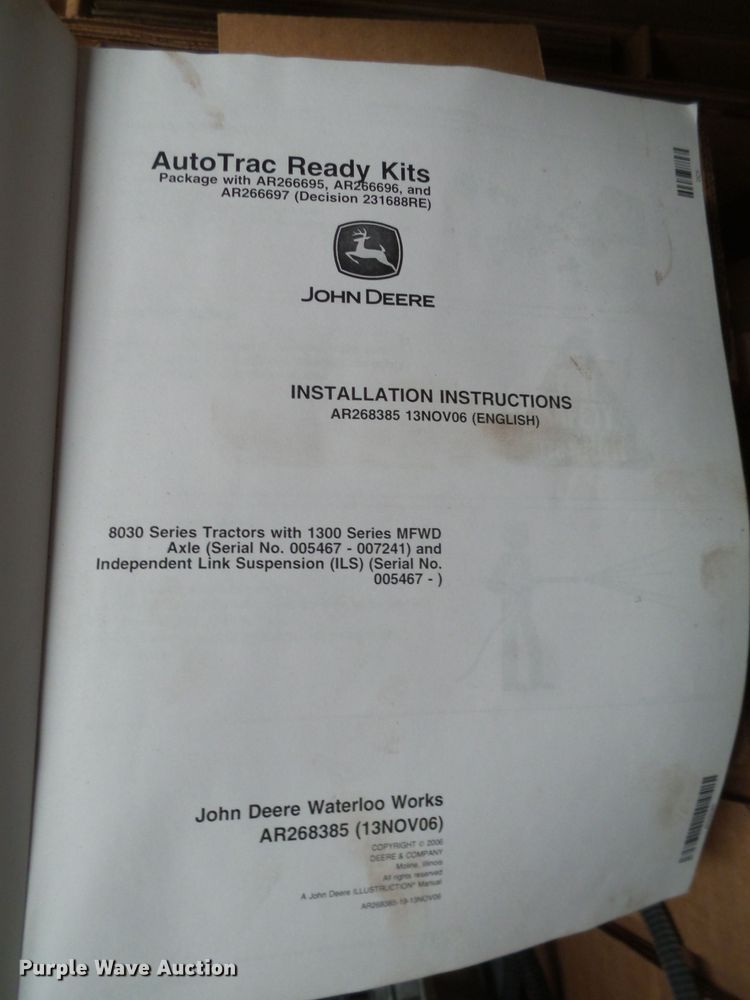 AutoTrac Ready Kits
Package with AR266695, AR266696, and
AR266697 (Decision 231688RE)
JOHN DEERE
INSTALLATION INSTRUCTIONS
AR268385 13NOV06 (ENGLISH)
8030 Series Tractors with 1300 Series MFWD
Axle (Serial No. 005467 - 007241) and
Independent Link Suspension (ILS) (Serial No.
005467 - )
John Deere Waterloo Works
AR268385 (13NOV06)
COPYRIGHT © 2006
DEERE & COMPANY
Moline, Illinois
All rights reserved
A John Deere ILLUSTRUCTION® Manual
AR268385-19-13NOV06
Purple Wave Auction